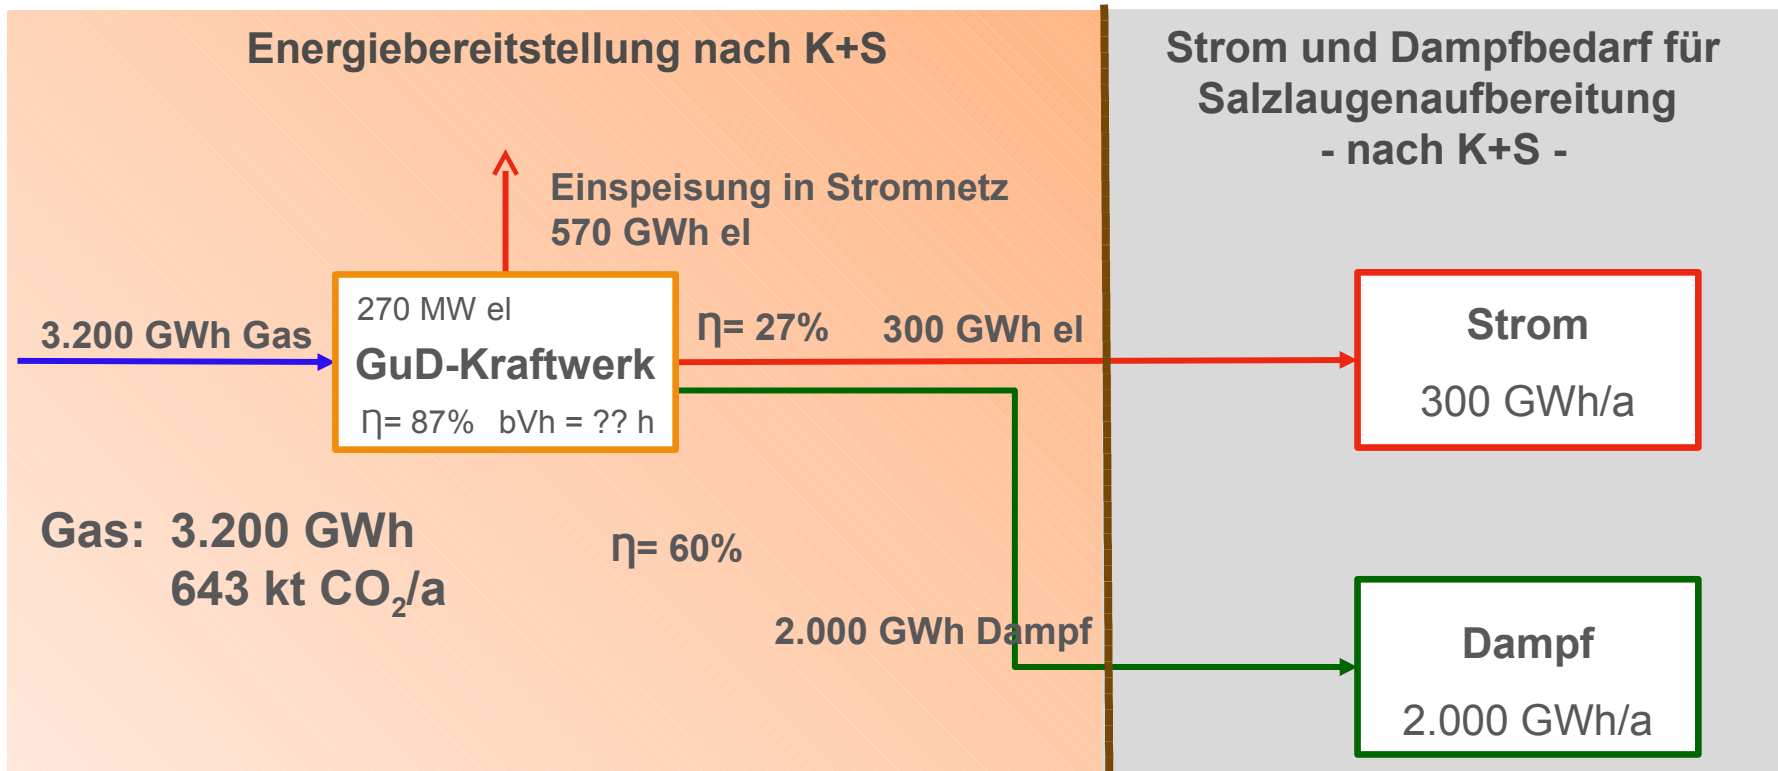 Energiebereitstellung nach K+S
Strom und Dampfbedarf für
Salzlaugenaufbereitung
- nach K+S -
Einspeisung in Stromnetz
570 GWh el
3.200 GWh Gas
270 MW el
GuD-Kraftwerk
Ƞ= 87% bVh = ?? h
Ƞ= 27%
300 GWh el
Strom
300 GWh/a
Gas: 3.200 GWh
643 kt CO₂/a
Ƞ= 60%
2.000 GWh Dampf
Dampf
2.000 GWh/a